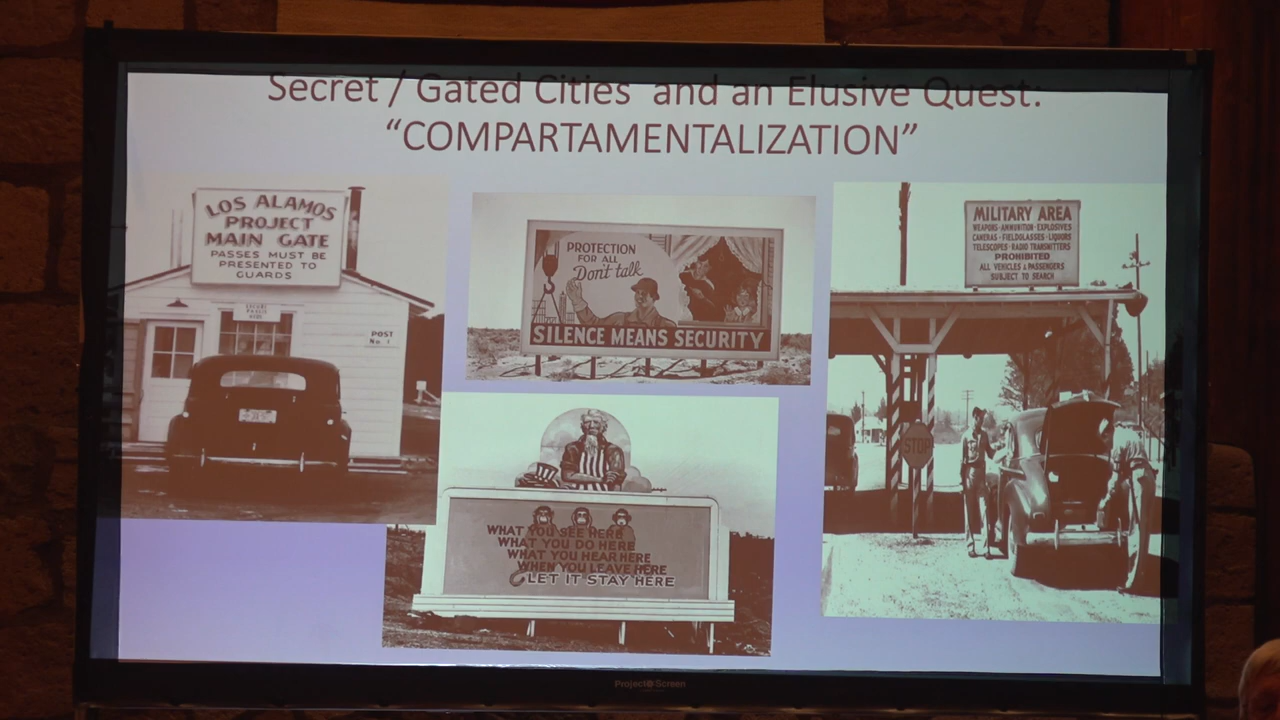 Secret / Gated Cities and an Elusive Quest:
“COMPARTAMENTALIZATION”
LOS ALAMOS
PROJECT
MAIN GATE
PASSES MUST BE
PRESENTED TO
GUARDS
POST
No. 1
PROTECTION
FOR ALL
Don't talk
SILENCE MEANS SECURITY
MILITARY AREA
WEAPONS·AMMUNITION·EXPLOSIVES
CAMERAS·FIELDGLASSES·LIQUORS
TELESCOPES·RADIO TRANSMITTERS
PROHIBITED
ALL VEHICLES & PASSENGERS
SUBJECT TO SEARCH
STOP
WHAT YOU SEE HERE
WHAT YOU DO HERE
WHAT YOU HEAR HERE
WHEN YOU LEAVE HERE
LET IT STAY HERE
Project Screen